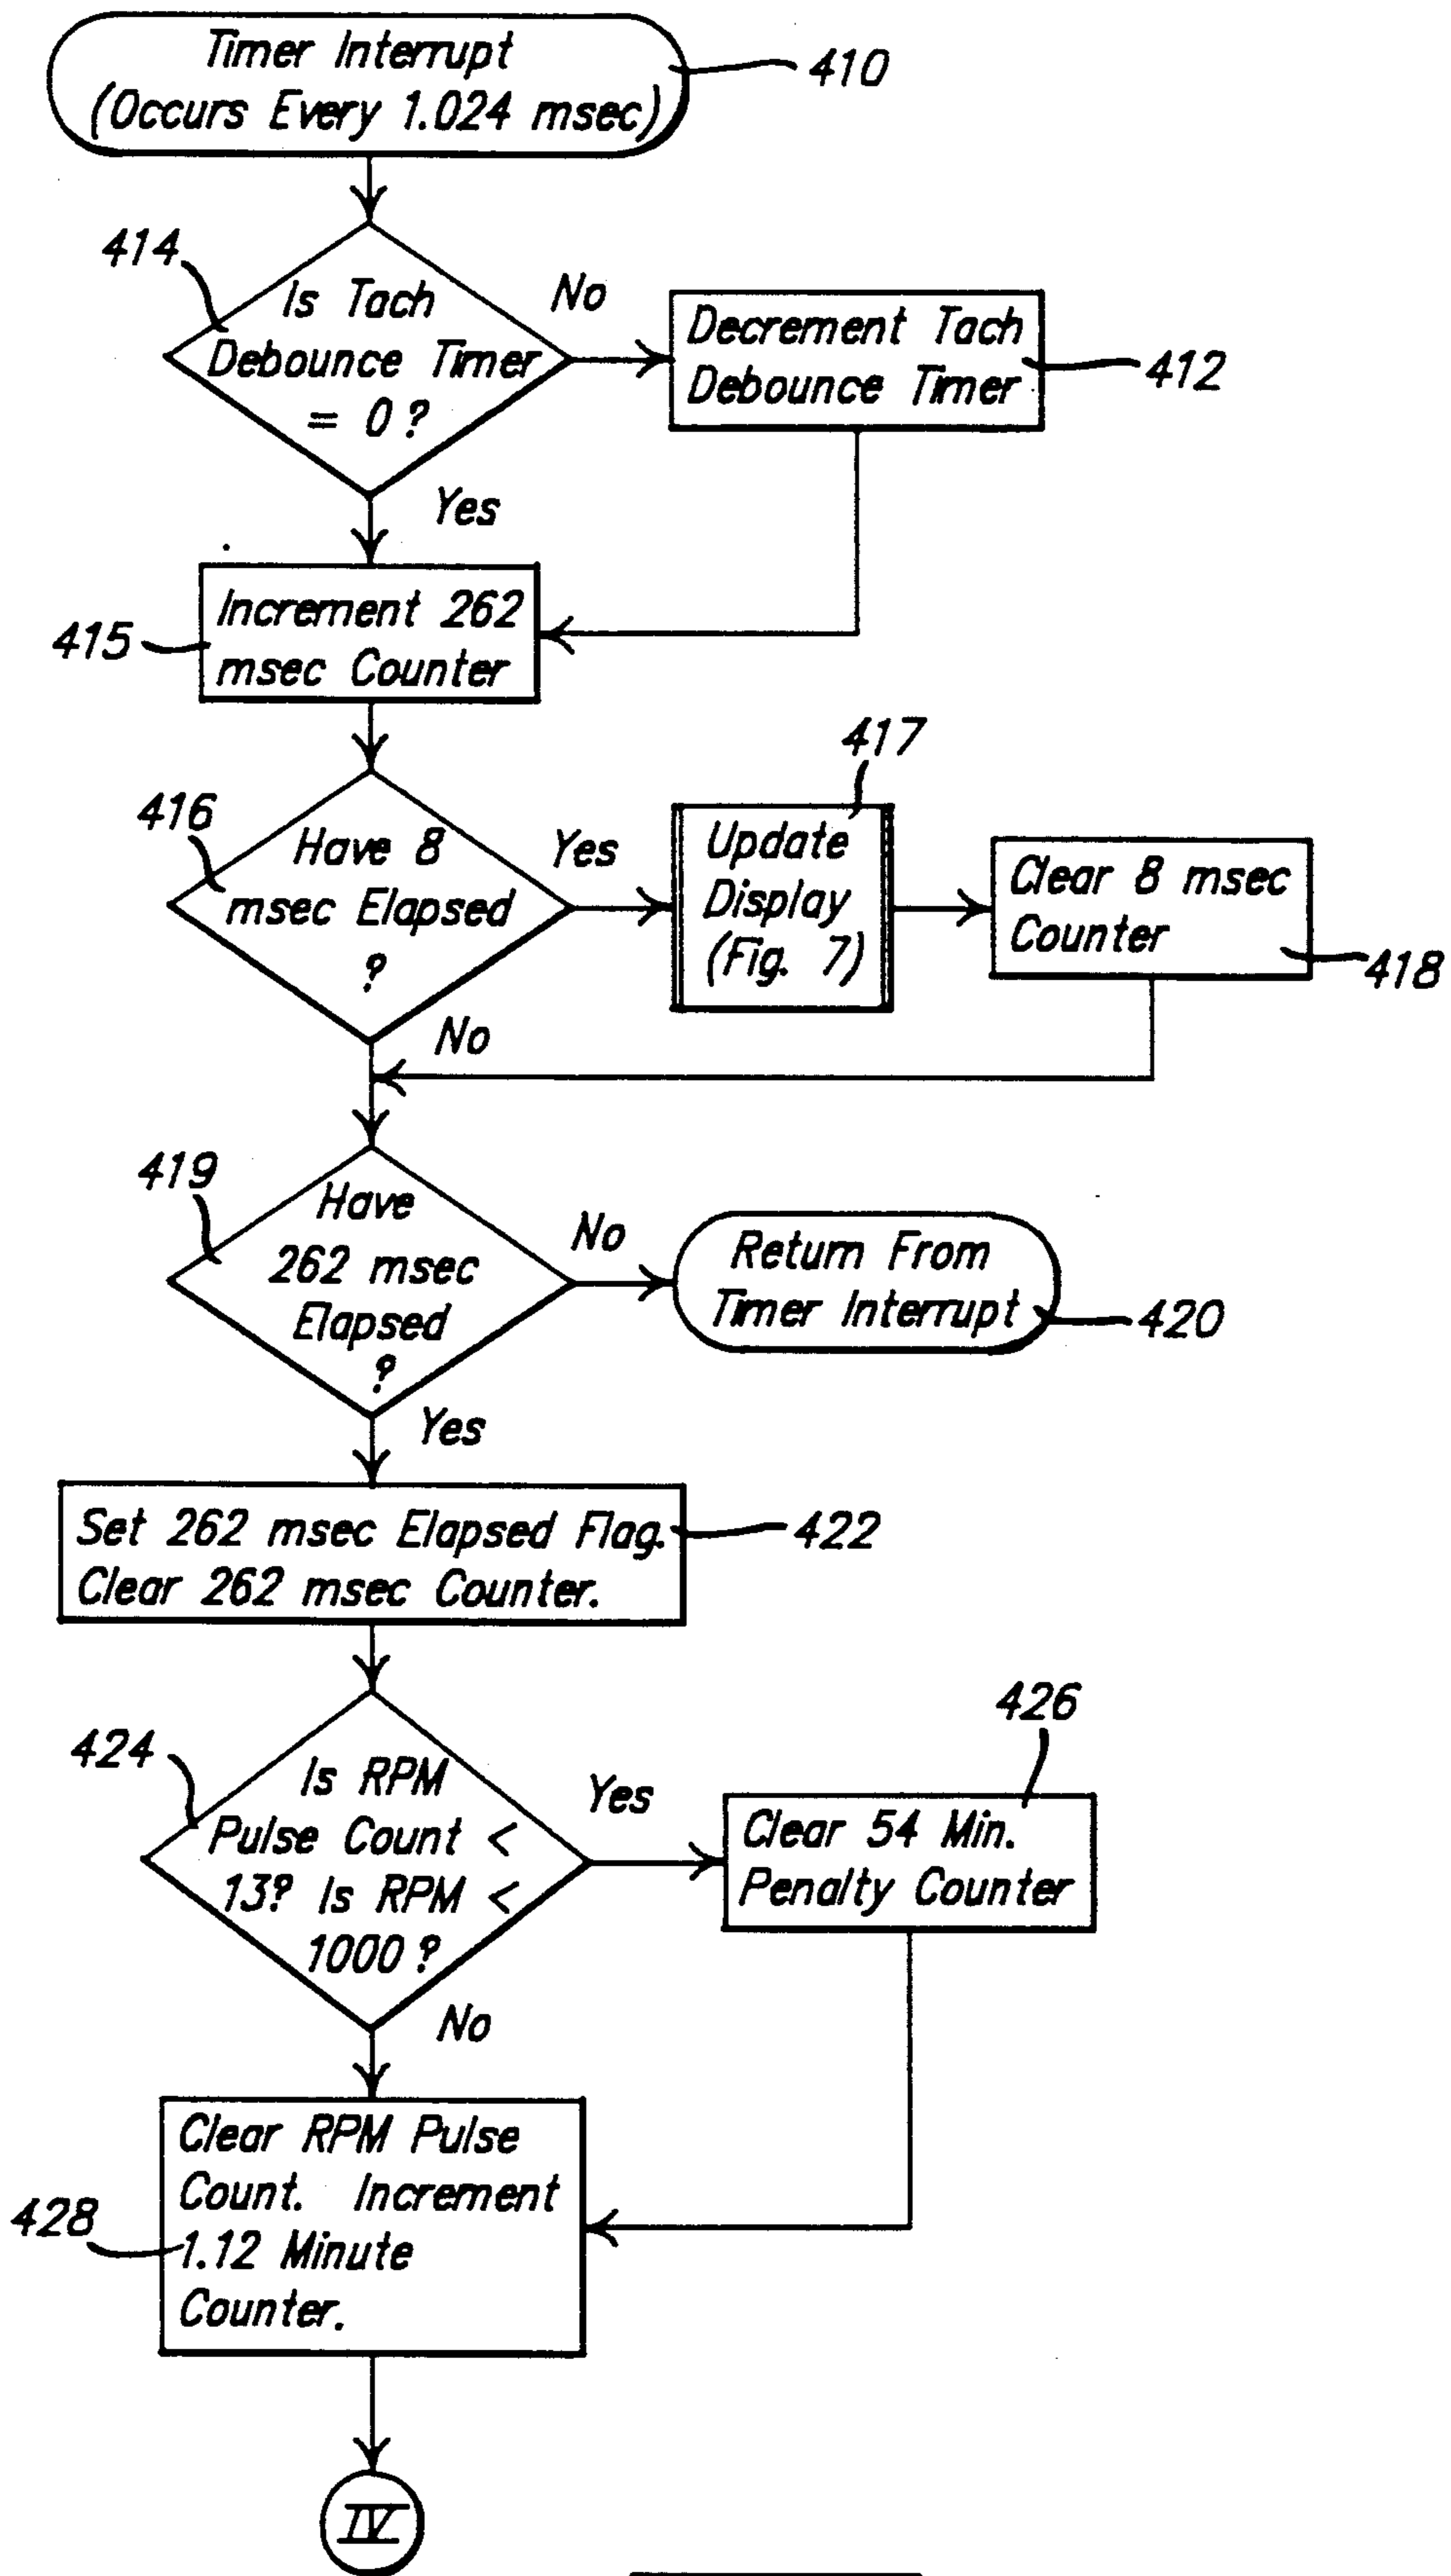 Timer Interrupt
(Occurs Every 1.024 msec)
410
414
Is Tach
Debounce Timer
= 0 ?
No
Decrement Tach
Debounce Timer
412
Yes
Increment 262
msec Counter
415
416
Have 8
msec Elapsed
?
Yes
417
Update
Display
(Fig. 7)
Clear 8 msec
Counter
418
No
419
Have
262 msec
Elapsed
?
No
Return From
Timer Interrupt
420
Yes
Set 262 msec Elapsed Flag.
Clear 262 msec Counter.
422
424
Is RPM
Pulse Count <
13? Is RPM <
1000 ?
Yes
426
Clear 54 Min.
Penalty Counter
No
Clear RPM Pulse
Count. Increment
1.12 Minute
Counter.
428
IV